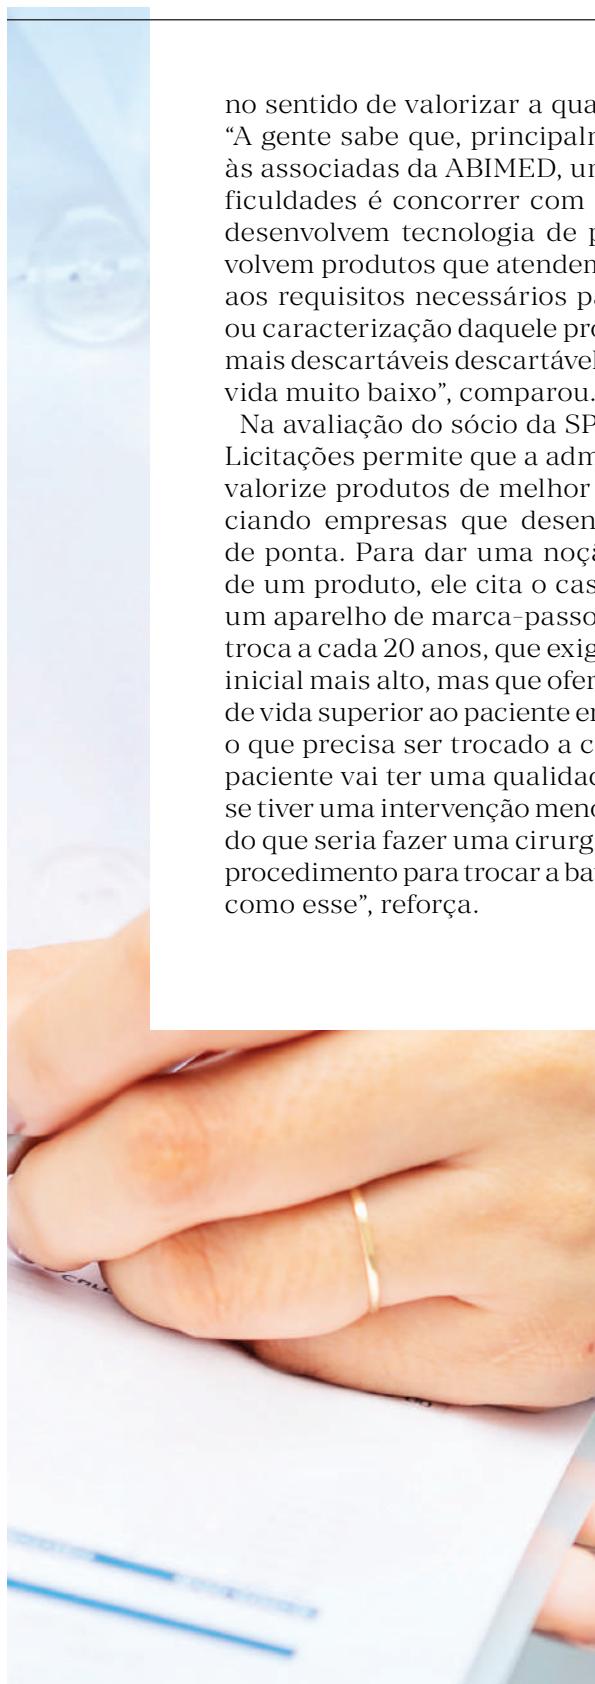 no sentido de valorizar a qua
“A gente sabe que, principalm
às associadas da ABIMED, un
ficuldades é concorrer com
desenvolvem tecnologia de p
volvem produtos que atendem
aos requisitos necessários pa
ou caracterização daquele pro
mais descartáveis descartável
vida muito baixo”, comparou.
Na avaliação do sócio da SP
Licitações permite que a adm
valorize produtos de melhor
ciando empresas que desen
de ponta. Para dar uma noçã
de um produto, ele cita o cas
um aparelho de marca-passo
troca a cada 20 anos, que exig
inicial mais alto, mas que ofer
de vida superior ao paciente en
o que precisa ser trocado a c
paciente vai ter uma qualidad
se tiver uma intervenção meno
do que seria fazer uma cirurg
procedimento para trocar a bat
como esse”, reforça.